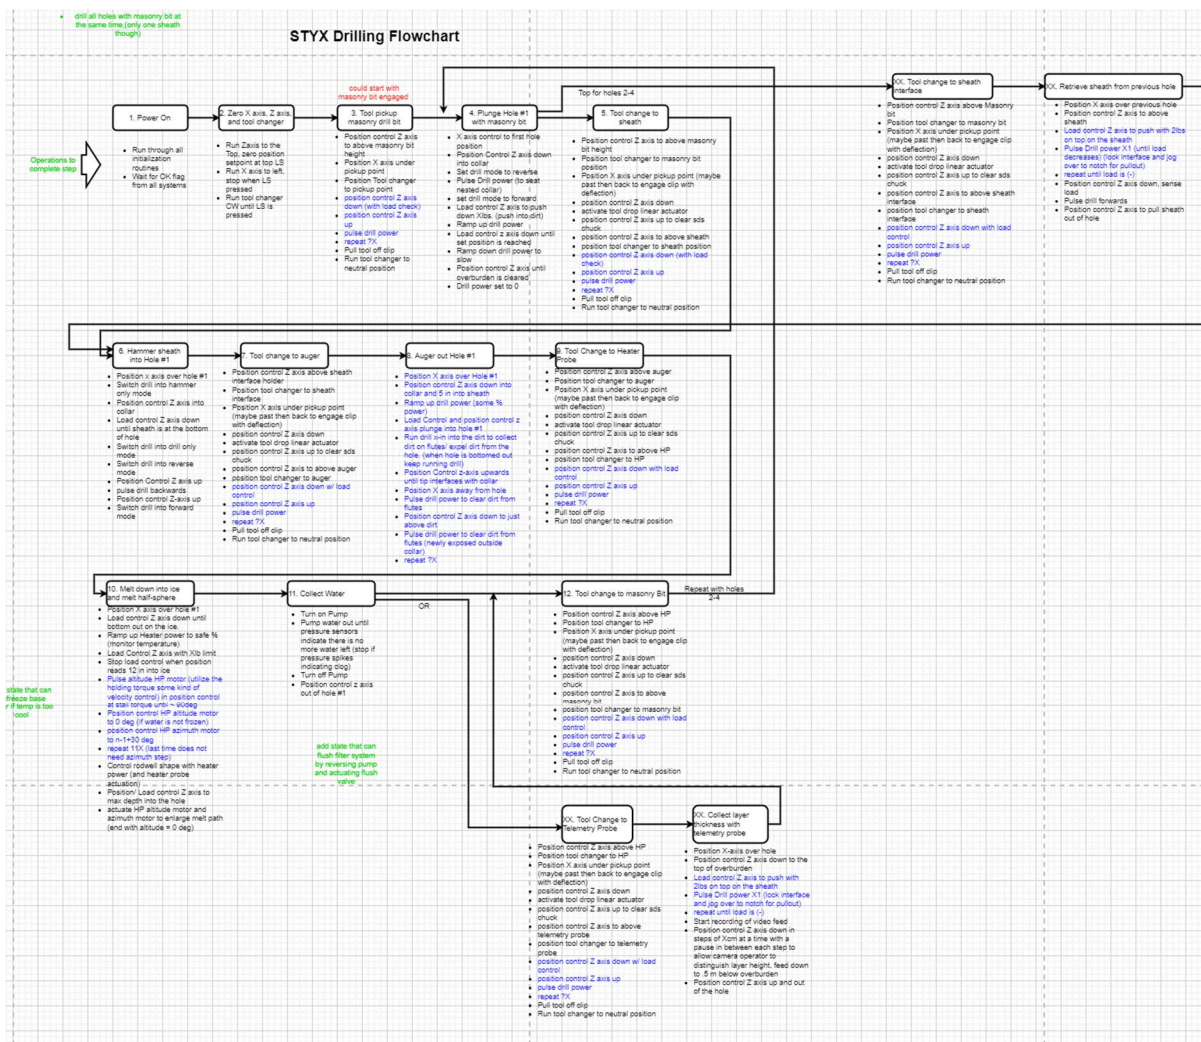 drill all holes with masonry bit at
the same time.(only one sheath
though)
STYX Drilling Flowchart
could start with
masonry bit engaged
Top for holes 2-4
Operations to
complete step
1. Power On
Run through all
initialization
routines
Wait for OK flag
from all systems
2. Zero X axis, Z axis,
and tool changer
Run Zaxis to the
Top, zero position
setpoint at top LS
Run X axis to left,
stop when LS
pressed
Run tool changer
CW until LS is
pressed
3. Tool pickup
masonry drill bit
Position control Z axis
to above masonry bit
height
Position X axis under
pickup point
Position Tool changer
to pickup point
position control Z axis
down (with load check)
position control Z axis
up
pulse drill power
repeat ?X
Pull tool off clip
Run tool changer to
neutral position
4. Plunge Hole #1
with masonry bit
X axis control to first hole
position
Position Control Z axis down
into collar
Set drill mode to reverse
Pulse Drill power (to seat
nested collar)
set drill mode to forward
Load control Z axis to push
down Xlbs. (push into dirt)
Ramp up drill power
Load control z axis down until
set position is reached
Ramp down drill power to
slow
Position control Z axis until
overburden is cleared
Drill power set to 0
5. Tool change to
sheath
Position control Z axis to above masonry
bit height
Position tool changer to masonry bit
position
Position X axis under pickup point (maybe
past then back to engage clip with
deflection)
position control Z axis down
activate tool drop linear actuator
position control Z axis up to clear sds
chuck
position control Z axis to above sheath
position tool changer to sheath position
position control Z axis down (with load
check)
position control Z axis up
pulse drill power
repeat ?X
Pull tool off clip
Run tool changer to neutral position
XX. Tool change to sheath
interface
Position control Z axis above Masonry
bit
Position tool changer to masonry bit
Position X axis under pickup point
(maybe past then back to engage clip
with deflection)
position control Z axis down
activate tool drop linear actuator
position control Z axis up to clear sds
chuck
position control Z axis to above sheath
interface
position tool changer to sheath
interface
position control Z axis down with load
control
position control Z axis up
pulse drill power
repeat ?X
Pull tool off clip
Run tool changer to neutral position
XX. Retrieve sheath from previous hole
Position X axis over previous hole
Position control Z axis to above
sheath
Load control Z axis to push with 2lbs
on top on the sheath
Pulse Drill power X1 (until load
decreases) (lock interface and jog
over to notch for pullout)
repeat until load is (-)
Position control Z axis down, sense
load
Pulse drill forwards
Position control Z axis to pull sheath
out of hole
6. Hammer sheath
into Hole #1
Position x axis over hole #1
Switch drill into hammer
only mode
Position control Z axis into
collar
Load control Z axis down
until sheath is at the bottom
of hole
Switch drill into drill only
mode
Switch drill into reverse
mode
Position Control Z axis up
pulse drill backwards
Position control Z-axis up
Switch drill into forward
mode
7. Tool change to auger
Position control Z axis above sheath
interface holder
Position tool changer to sheath
interface
Position X axis under pickup point
(maybe past then back to engage clip
with deflection)
position control Z axis down
activate tool drop linear actuator
position control Z axis up to clear sds
chuck
position control Z axis to above auger
position tool changer to auger
position control Z axis down w/ load
control
position control Z axis up
pulse drill power
repeat ?X
Pull tool off clip
Run tool changer to neutral position
8. Auger out Hole #1
Position X axis over Hole #1
Position control Z axis down into
collar and 5 in into sheath
Ramp up drill power (some %
power)
Load Control and position control z
axis plunge into hole #1
Run drill x-in into the dirt to collect
dirt on flutes/ expel dirt from the
hole. (when hole is bottomed out
keep running drill)
Position Control z-axis upwards
until tip interfaces with collar
Position X axis away from hole
Pulse drill power to clear dirt from
flutes
Position control Z axis down to just
above dirt
Pulse drill power to clear dirt from
flutes (newly exposed outside
collar)
repeat ?X
9. Tool Change to Heater
Probe
Position control Z axis above auger
Position tool changer to auger
Position X axis under pickup point
(maybe past then back to engage clip
with deflection)
position control Z axis down
activate tool drop linear actuator
position control Z axis up to clear sds
chuck
position control Z axis to above HP
position tool changer to HP
position control Z axis down with load
control
position control Z axis up
pulse drill power
repeat ?X
Pull tool off clip
Run tool changer to neutral position
10. Melt down into ice
and melt half-sphere
Position X axis over hole #1
Load control Z axis down until
bottom out on the ice.
Ramp up Heater power to safe %
(monitor temperature)
Load Control Z axis with Xlb limit
Stop load control when position
reads 12 in into ice
Pulse altitude HP motor (utilize the
holding torque some kind of
velocity control) in position control
at stall torque until ~ 90deg
Position control HP altitude motor
to 0 deg (if water is not frozen)
position control HP azimuth motor
to n-1+30 deg
repeat 11X (last time does not
need azimuth step)
Control rodwell shape with heater
power (and heater probe
actuation)
Position/ Load control Z axis to
max depth into the hole
actuate HP altitude motor and
azimuth motor to enlarge melt path
(end with altitude = 0 deg)
11. Collect Water
Turn on Pump
Pump water out until
pressure sensors
indicate there is no
more water left (stop if
pressure spikes
indicating clog)
Turn off Pump
Position control z axis
out of hole #1
OR
12. Tool change to masonry Bit
Repeat with holes
2-4
Position control Z axis above HP
Position tool changer to HP
Position X axis under pickup point
(maybe past then back to engage clip
with deflection)
position control Z axis down
activate tool drop linear actuator
position control Z axis up to clear sds
chuck
position control Z axis to above
masonry bit
position tool changer to masonry bit
position control Z axis down with load
control
position control Z axis up
pulse drill power
repeat ?X
Pull tool off clip
Run tool changer to neutral position
state that can
freeze base
r if temp is too
cool
add state that can
flush filter system
by reversing pump
and actuating flush
valve
XX. Tool Change to
Telemetry Probe
Position control Z axis above HP
Position tool changer to HP
Position X axis under pickup point
(maybe past then back to engage clip
with deflection)
position control Z axis down
activate tool drop linear actuator
position control Z axis up to clear sds
chuck
position control Z axis to above
telemetry probe
position tool changer to telemetry
probe
position control Z axis down w/ load
control
position control Z axis up
pulse drill power
repeat ?X
Pull tool off clip
Run tool changer to neutral position
XX. Collect layer
thickness with
telemetry probe
Position X-axis over hole
Position control Z axis down to the
top of overburden
Load control Z axis to push with
2lbs on top on the sheath
Pulse Drill power X1 (lock interface
and jog over to notch for pullout)
repeat until load is (-)
Start recording of video feed
Position control Z axis down in
steps of Xcm at a time with a
pause in between each step to
allow camera operator to
distinguish layer height, feed down
to .5 m below overburden
Position control Z axis up and out
of the hole